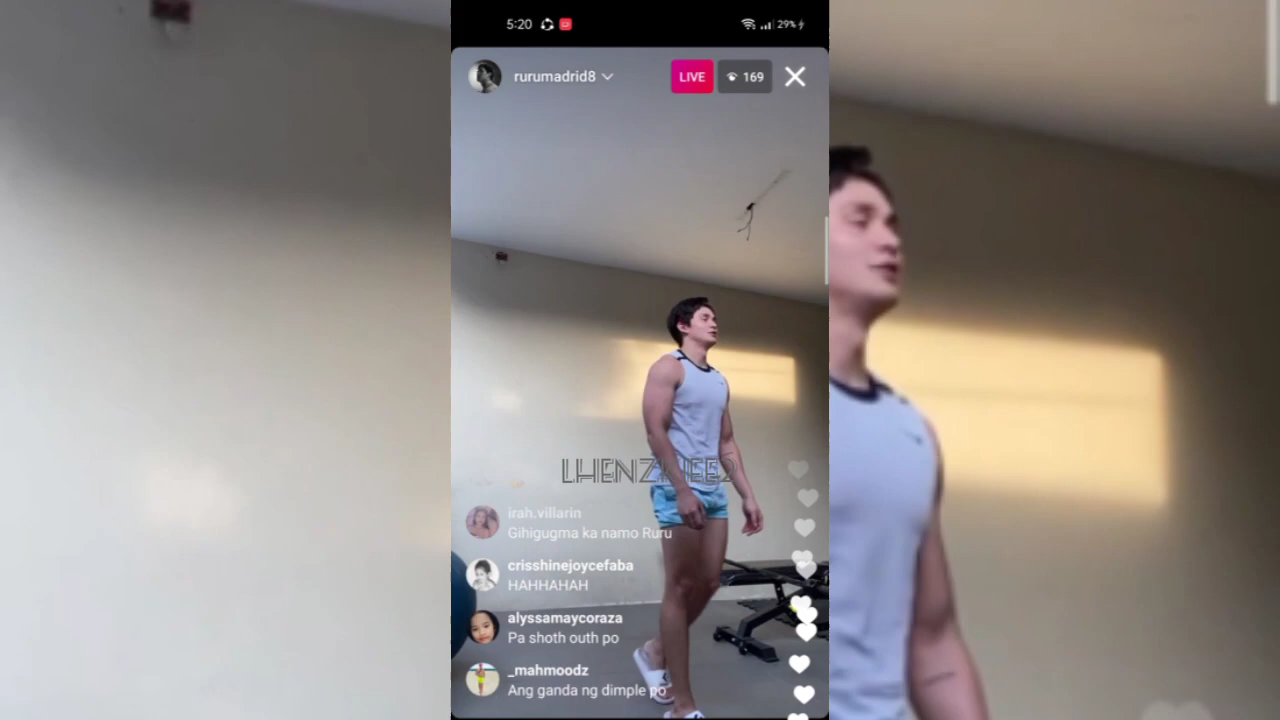 5:20
29%
rurumadrid8
LIVE
169
LHENZKIEE2
irah.villarin
Gihigugma ka namo Ruru
crisshinejoycefaba
HAHHAHAH
alyssamaycoraza
Pa shoth outh po
_mahmoodz
Ang ganda ng dimple po